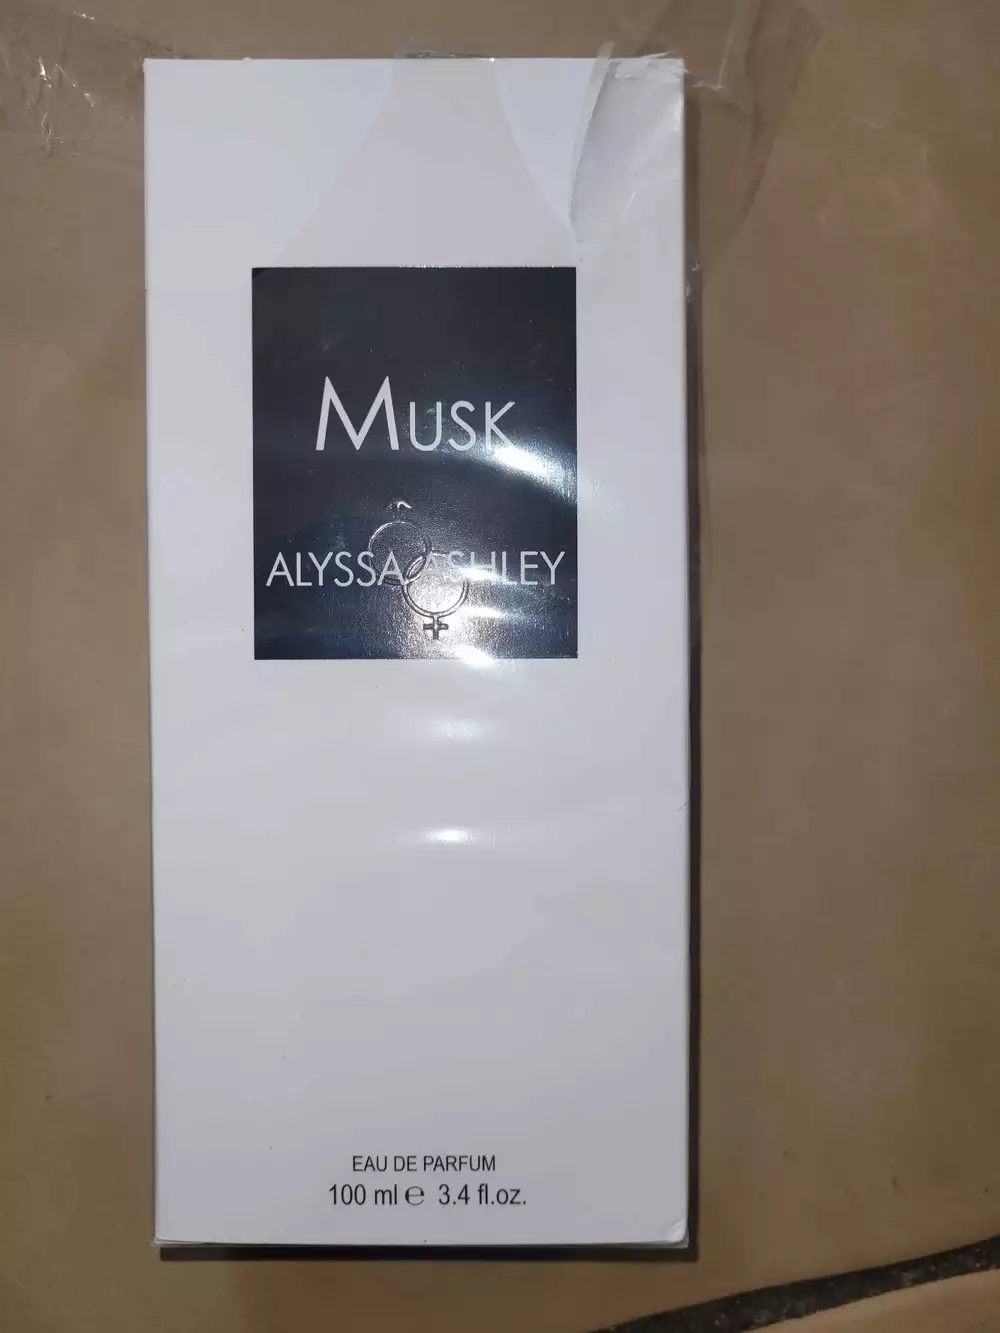 MUSK
ALYSSA ASHLEY
EAU DE PARFUM
100 ml ℮ 3.4 fl.oz.